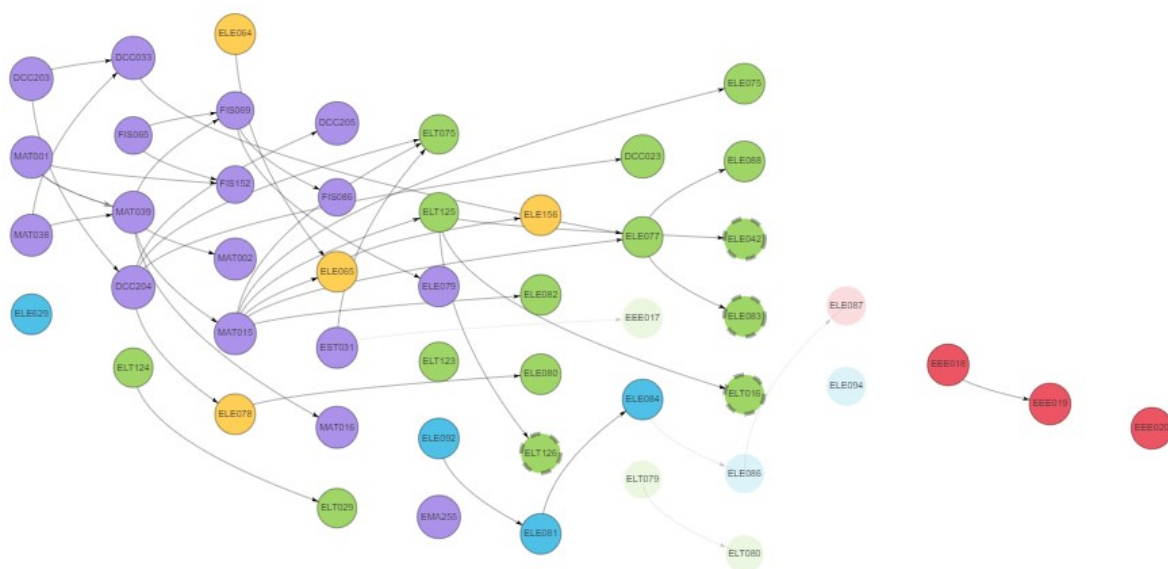 ELE064
DCC033
DCC203
ELE075
FIS069
DCC205
FIS065
ELT075
MAT001
DCC023
ELE088
FIS152
FIS086
MAT039
ELT125
ELE156
MAT038
ELE077
ELE042
MAT002
ELE065
DCC204
ELE079
ELE082
ELE087
ELE629
EEE017
ELE083
MAT015
EST031
ELT124
ELT123
EEE018
ELE080
ELE094
ELT016
ELE084
EEE019
ELE078
MAT016
EEE020
ELE092
ELT126
ELE086
ELT079
ELT029
EMA255
ELE081
ELT080